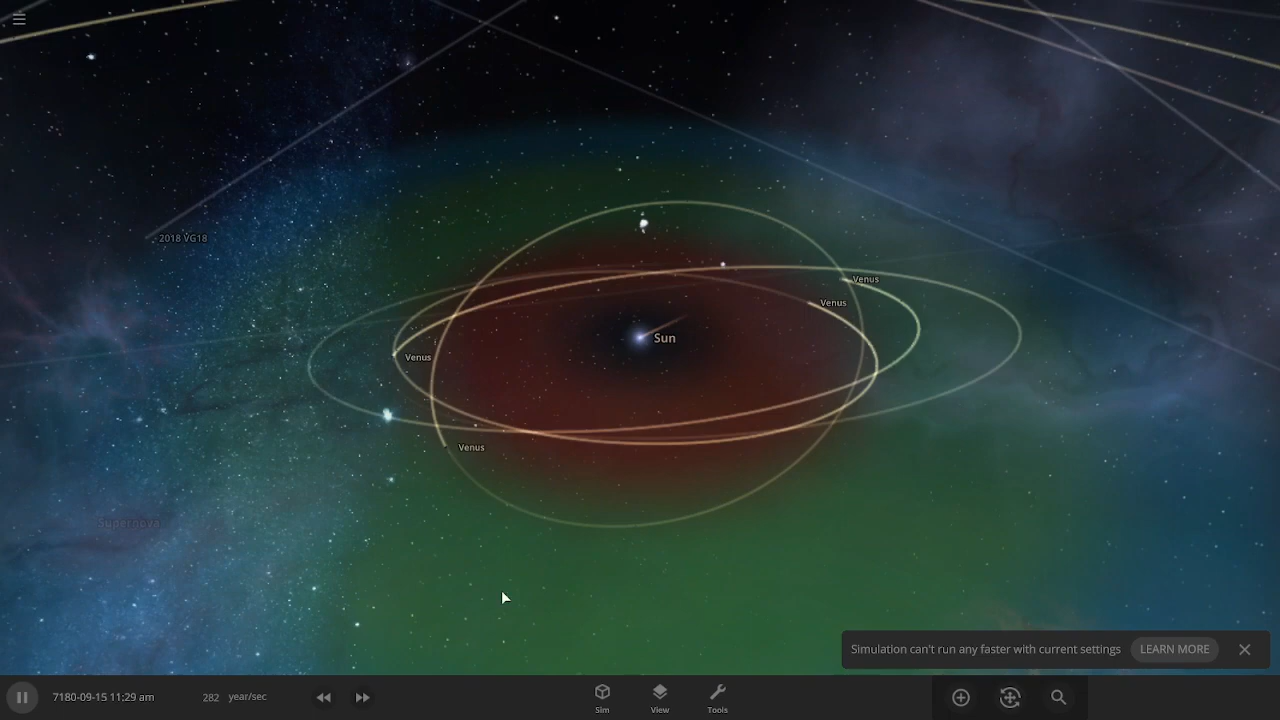 2018 VG18
Venus
Venus
Sun
Venus
Venus
Supernova
Simulation can't run any faster with current settings
LEARN MORE
7180-09-15 11:29 am
282 year/sec
Sim
View
Tools